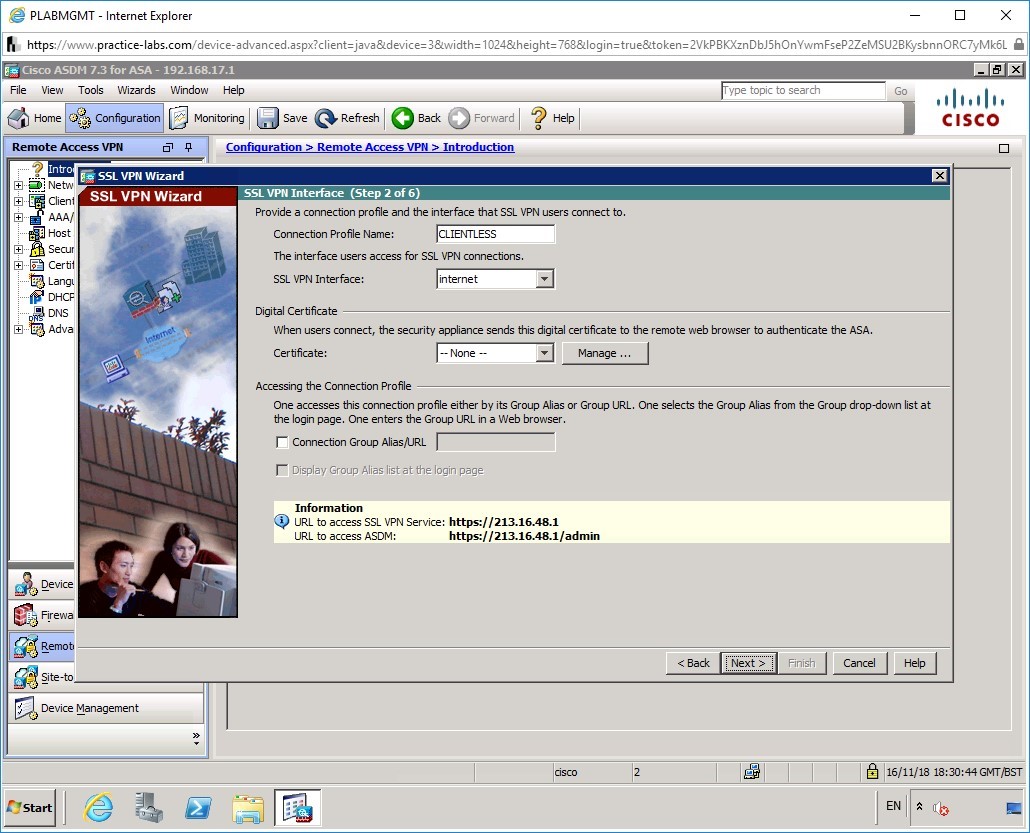 PLABMGMT - Internet Explorer
https://www.practice-labs.com/device-advanced.aspx?client=java&device=3&width=1024&height=768&login=true&token=2VkPBKXznDbJ5hOnYwmFseP2ZeMSU2BKysbnnORC7yMk6L
Cisco ASDM 7.3 for ASA - 192.168.17.1
File View Tools Wizards Window Help
Type topic to search Go
Home Configuration Monitoring Save Refresh Back Forward Help
CISCO
Remote Access VPN
Configuration > Remote Access VPN > Introduction
Intro
Netw
Client
AAA/
Host
Secur
Certif
Langu
DHCP
DNS
Adva
SSL VPN Wizard
SSL VPN Wizard
Internet
SSL VPN Interface (Step 2 of 6)
Provide a connection profile and the interface that SSL VPN users connect to.
Connection Profile Name: CLIENTLESS
The interface users access for SSL VPN connections.
SSL VPN Interface: internet
Digital Certificate
When users connect, the security appliance sends this digital certificate to the remote web browser to authenticate the ASA.
Certificate: -- None -- Manage ...
Accessing the Connection Profile
One accesses this connection profile either by its Group Alias or Group URL. One selects the Group Alias from the Group drop-down list at
the login page. One enters the Group URL in a Web browser.
Connection Group Alias/URL
Display Group Alias list at the login page
Information
URL to access SSL VPN Service: https://213.16.48.1
URL to access ASDM: https://213.16.48.1/admin
< Back Next > Finish Cancel Help
Device
Firewa
Remot
Site-to
Device Management
cisco 2 16/11/18 18:30:44 GMT/BST
Start EN